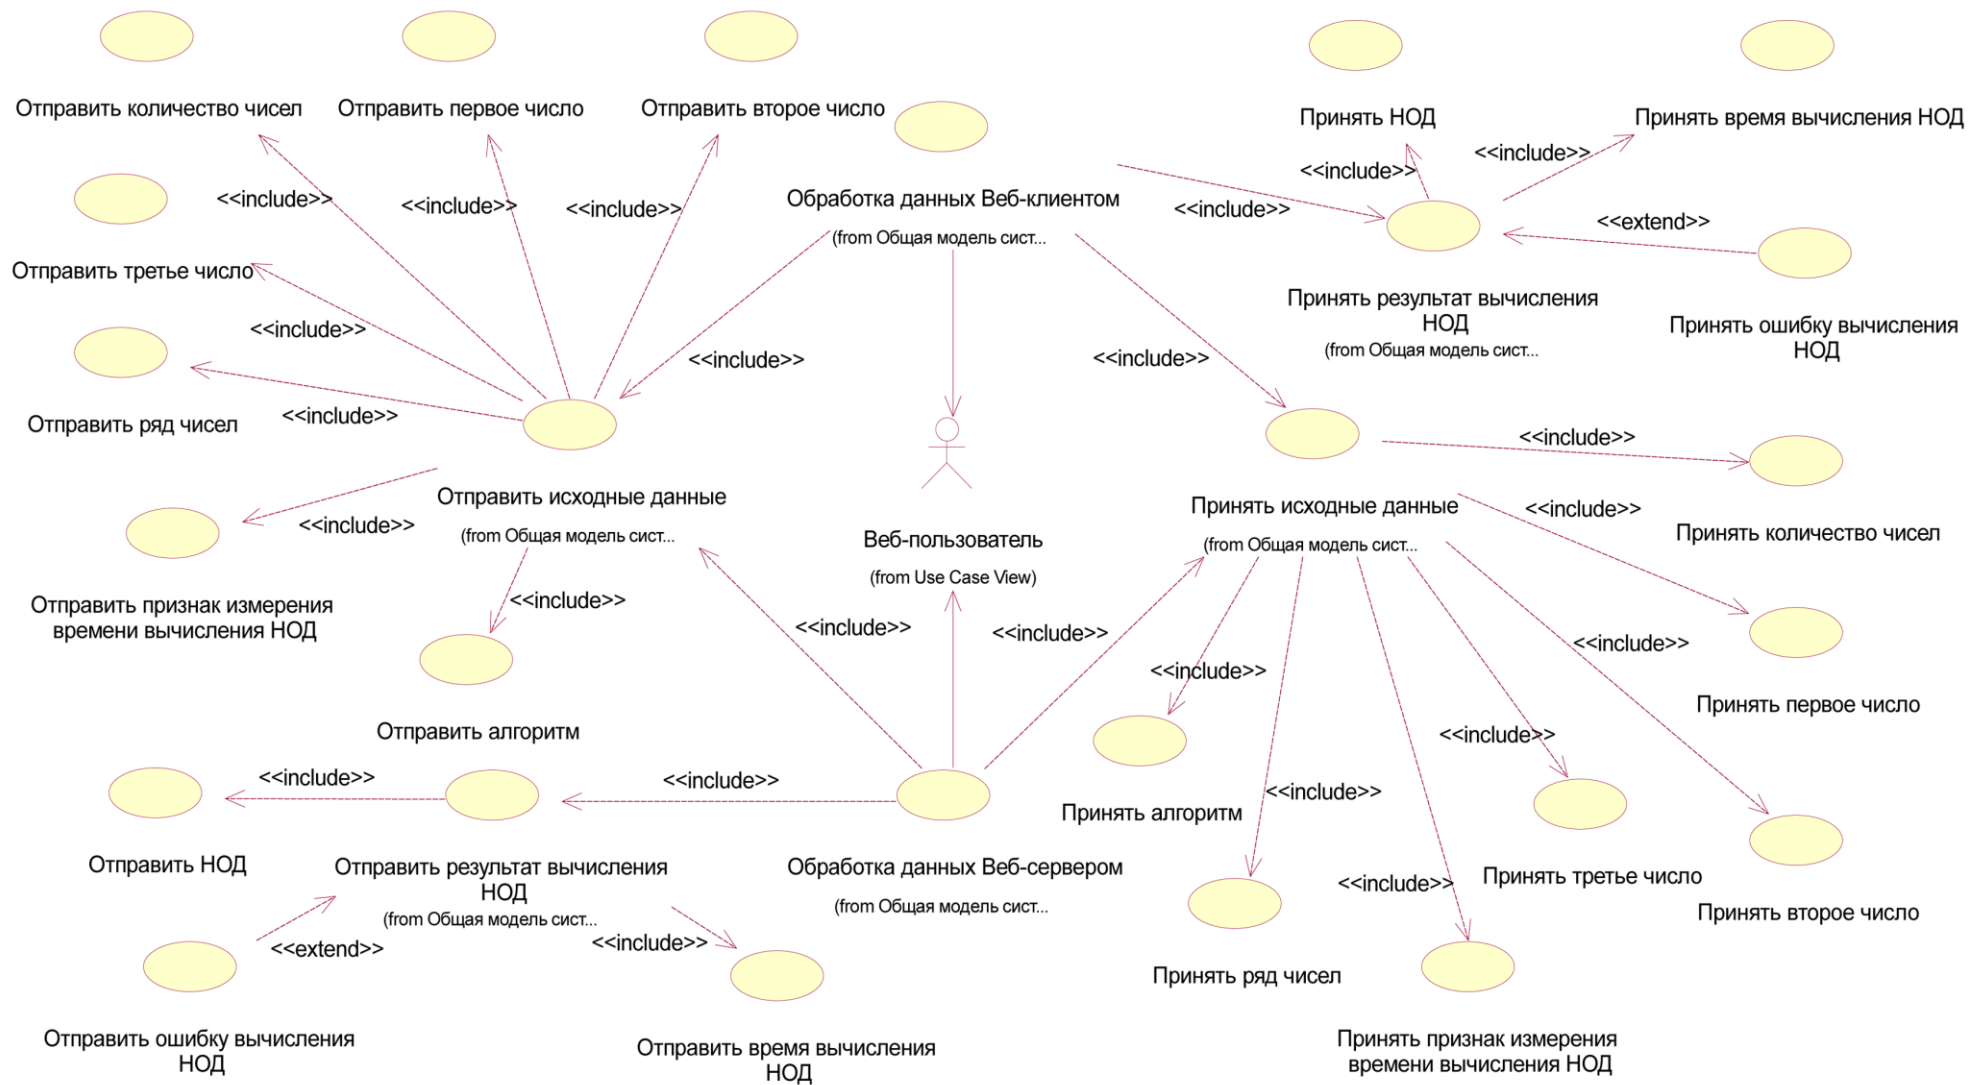 Отправить количество чисел
Отправить первое число
Отправить второе число
Принять НОД
Принять время вычисления НОД
<<include>>
<<include>>
<<include>>
<<include>>
<<include>>
<<include>>
Обработка данных Веб-клиентом
(from Общая модель сист...
<<extend>>
Отправить третье число
<<include>>
Принять результат вычисления
НОД
(from Общая модель сист...
Принять ошибку вычисления
НОД
<<include>>
<<include>>
Отправить ряд чисел
<<include>>
<<include>>
Отправить исходные данные
(from Общая модель сист...
<<include>>
Веб-пользователь
(from Use Case View)
Принять исходные данные
(from Общая модель сист...
<<include>>
Принять количество чисел
Отправить признак измерения
времени вычисления НОД
<<include>>
<<include>>
<<include>>
<<include>>
<<include>>
Принять первое число
Отправить алгоритм
<<include>>
<<include>>
<<include>>
<<include>>
Принять алгоритм
Отправить НОД
Отправить результат вычисления
НОД
(from Общая модель сист...
Обработка данных Веб-сервером
(from Общая модель сист...
<<include>>
Принять третье число
Принять второе число
<<extend>>
<<include>>
Принять ряд чисел
Отправить ошибку вычисления
НОД
Отправить время вычисления
НОД
Принять признак измерения
времени вычисления НОД